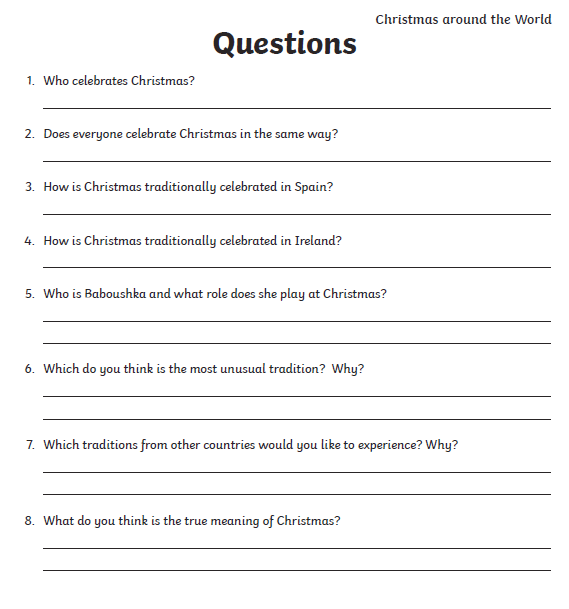 Christmas around the World
Questions
1. Who celebrates Christmas?
2. Does everyone celebrate Christmas in the same way?
3. How is Christmas traditionally celebrated in Spain?
4. How is Christmas traditionally celebrated in Ireland?
5. Who is Baboushka and what role does she play at Christmas?
6. Which do you think is the most unusual tradition?  Why?
7. Which traditions from other countries would you like to experience? Why?
8. What do you think is the true meaning of Christmas?